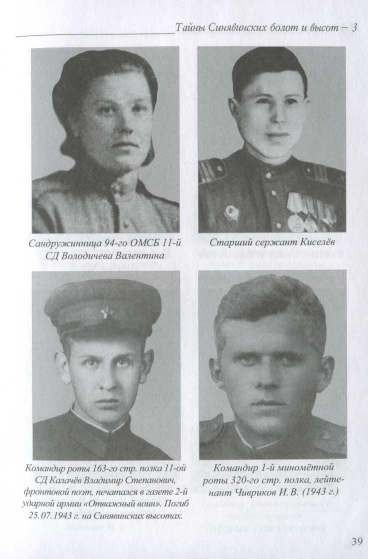 Тайны Синявинских болот и высот – 3
Сандружинница 94-го ОМСБ 11-й
СД Володичева Валентина
Старший сержант Киселёв
Командир роты 163-го стр. полка 11-ой
СД Калачёв Владимир Степанович,
фронтовой поэт, печатался в газете 2-й
ударной армии «Отважный воин». Погиб
25.07.1943 г. на Синявинских высотах.
Командир 1-й миномётной
роты 320-го стр. полка, лейте-
нант Чивриков И. В. (1943 г.)
39